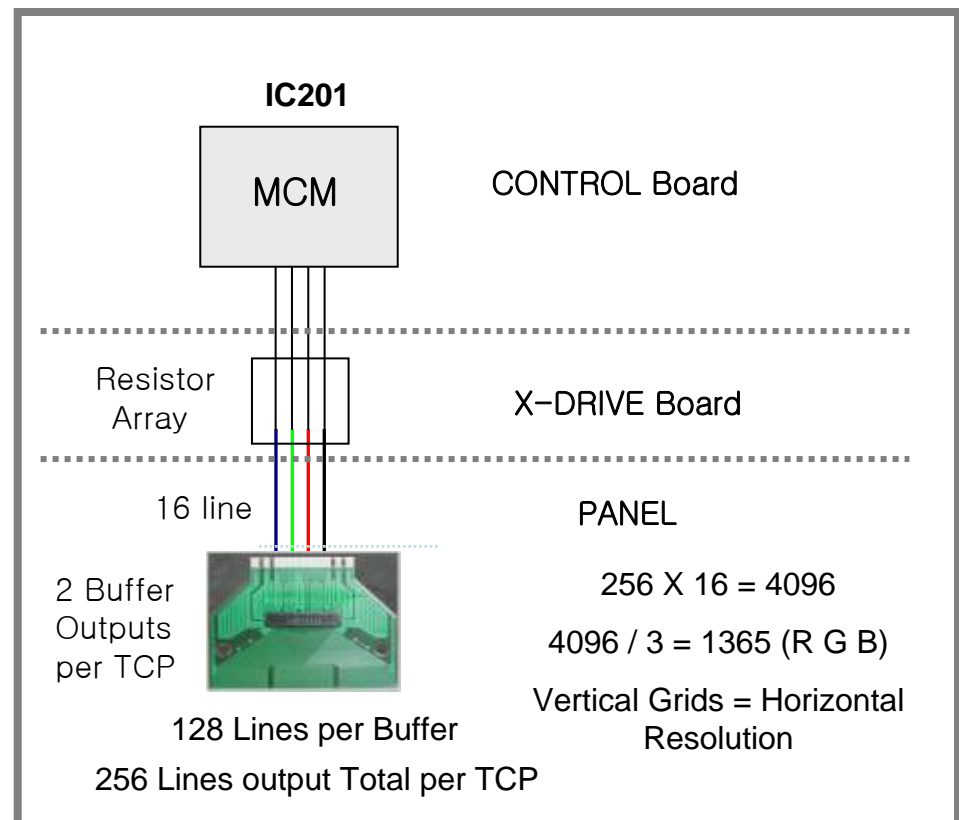 IC201
MCM
CONTROL Board
Resistor
Array
X-DRIVE Board
16 line
PANEL
2 Buffer
Outputs
per TCP
256 X 16 = 4096
4096 / 3 = 1365 (R G B)
Vertical Grids = Horizontal
Resolution
128 Lines per Buffer
256 Lines output Total per TCP